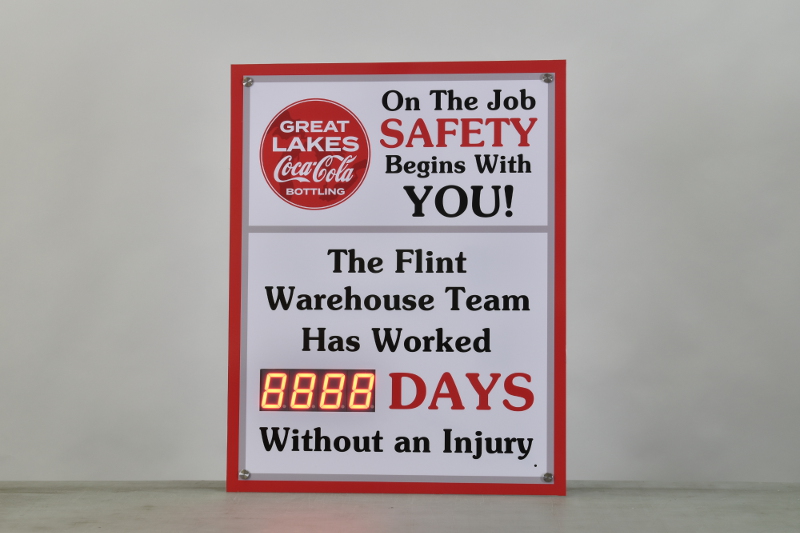 GREAT
LAKES
Coca-Cola
BOTTLING
On The Job
SAFETY
Begins With
YOU!
The Flint
Warehouse Team
Has Worked
8888 DAYS
Without an Injury